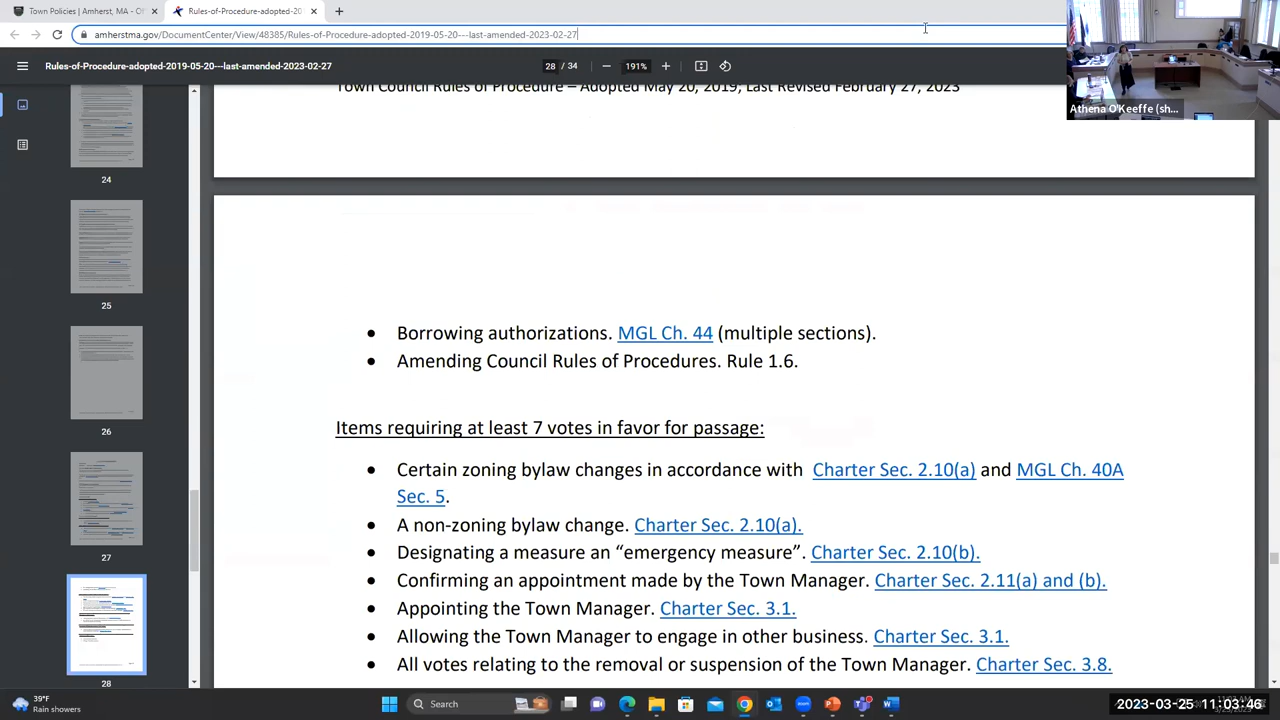 Town Policies | Amherst, MA - Of
Rules-of-Procedure-adopted-20
amherstma.gov/DocumentCenter/View/48385/Rules-of-Procedure-adopted-2019-05-20---last-amended-2023-02-27
Rules-of-Procedure-adopted-2019-05-20---last-amended-2023-02-27
28 / 34
191%
Athena O'Keeffe (sh...
Town Council Rules of Procedure – Adopted May 20, 2019; Last Revised February 27, 2023
24
25
26
27
28
• Borrowing authorizations. MGL Ch. 44 (multiple sections).
• Amending Council Rules of Procedures. Rule 1.6.
Items requiring at least 7 votes in favor for passage:
• Certain zoning bylaw changes in accordance with Charter Sec. 2.10(a) and MGL Ch. 40A
Sec. 5.
• A non-zoning bylaw change. Charter Sec. 2.10(a).
• Designating a measure an “emergency measure”. Charter Sec. 2.10(b).
• Confirming an appointment made by the Town Manager. Charter Sec. 2.11(a) and (b).
• Appointing the Town Manager. Charter Sec. 3.1.
• Allowing the Town Manager to engage in other business. Charter Sec. 3.1.
• All votes relating to the removal or suspension of the Town Manager. Charter Sec. 3.8.
39°F
Rain showers
Search
2023-03-25 11:03:46